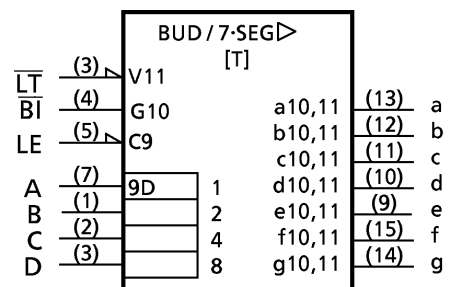 BUD / 7·SEG▷
[T]
LT (3) V11
BI (4) G10 a10,11 (13) a
LE (5) C9 b10,11 (12) b
c10,11 (11) c
A (7) 9D 1 d10,11 (10) d
B (1) 2 e10,11 (9) e
C (2) 4 f10,11 (15) f
D (3) 8 g10,11 (14) g